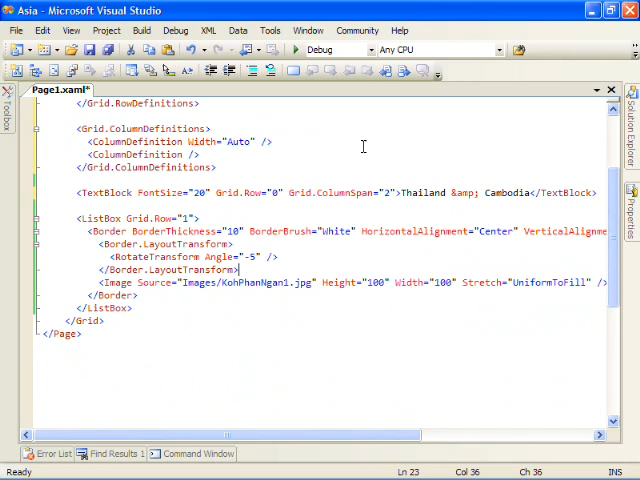 Asia - Microsoft Visual Studio
File Edit View Project Build Debug XML Data Tools Window Community Help
Debug Any CPU
Page1.xaml*
Toolbox
Solution Explorer
Properties
</Grid.RowDefinitions>
<Grid.ColumnDefinitions>
<ColumnDefinition Width="Auto" />
<ColumnDefinition />
</Grid.ColumnDefinitions>
<TextBlock FontSize="20" Grid.Row="0" Grid.ColumnSpan="2">Thailand &amp; Cambodia</TextBlock>
<ListBox Grid.Row="1">
<Border BorderThickness="10" BorderBrush="White" HorizontalAlignment="Center" VerticalAlignme
<Border.LayoutTransform>
<RotateTransform Angle="-5" />
</Border.LayoutTransform>
<Image Source="Images/KohPhanNgan1.jpg" Height="100" Width="100" Stretch="UniformToFill" />
</Border>
</ListBox>
</Grid>
</Page>
Error List Find Results 1 Command Window
Ready Ln 23 Col 36 Ch 36 INS